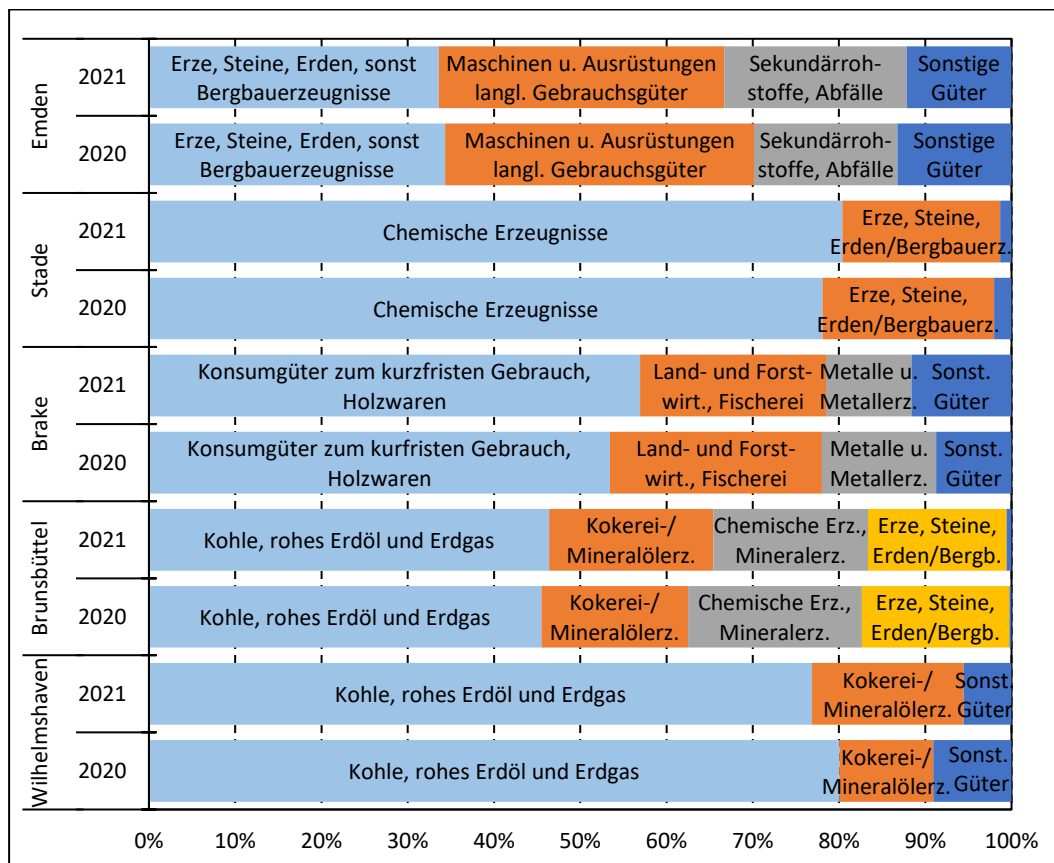 Emden
2021
Erze, Steine, Erden, sonst
Bergbauerzeugnisse
Maschinen u. Ausrüstungen
langl. Gebrauchsgüter
Sekundärroh-
stoffe, Abfälle
Sonstige
Güter
2020
Erze, Steine, Erden, sonst
Bergbauerzeugnisse
Maschinen u. Ausrüstungen
langl. Gebrauchsgüter
Sekundärroh-
stoffe, Abfälle
Sonstige
Güter
Stade
2021
Chemische Erzeugnisse
Erze, Steine,
Erden/Bergbauerz.
2020
Chemische Erzeugnisse
Erze, Steine,
Erden/Bergbauerz.
Brake
2021
Konsumgüter zum kurzfristen Gebrauch,
Holzwaren
Land- und Forst-
wirt., Fischerei
Metalle u.
Metallerz.
Sonst.
Güter
2020
Konsumgüter zum kurfristen Gebrauch,
Holzwaren
Land- und Forst-
wirt., Fischerei
Metalle u.
Metallerz.
Sonst.
Güter
Brunsbüttel
2021
Kohle, rohes Erdöl und Erdgas
Kokerei-/
Mineralölerz.
Chemische Erz.,
Mineralerz.
Erze, Steine,
Erden/Bergb.
2020
Kohle, rohes Erdöl und Erdgas
Kokerei-/
Mineralölerz.
Chemische Erz.,
Mineralerz.
Erze, Steine,
Erden/Bergb.
Wilhelmshaven
2021
Kohle, rohes Erdöl und Erdgas
Kokerei-/
Mineralölerz.
Sonst.
Güter
2020
Kohle, rohes Erdöl und Erdgas
Kokerei-/
Mineralölerz.
Sonst.
Güter
0% 10% 20% 30% 40% 50% 60% 70% 80% 90% 100%